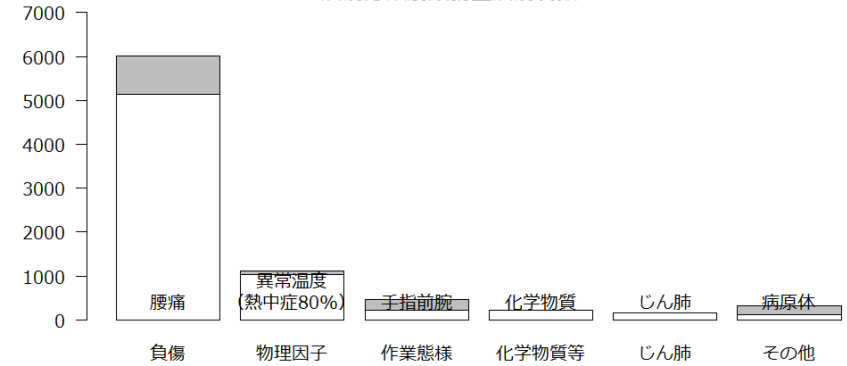 7000
6000
5000
4000
3000
2000
1000
0
腰痛
異常温度
(熱中症80%)
手指前腕
化学物質
じん肺
病原体
負傷
物理因子
作業態様
化学物質等
じん肺
その他